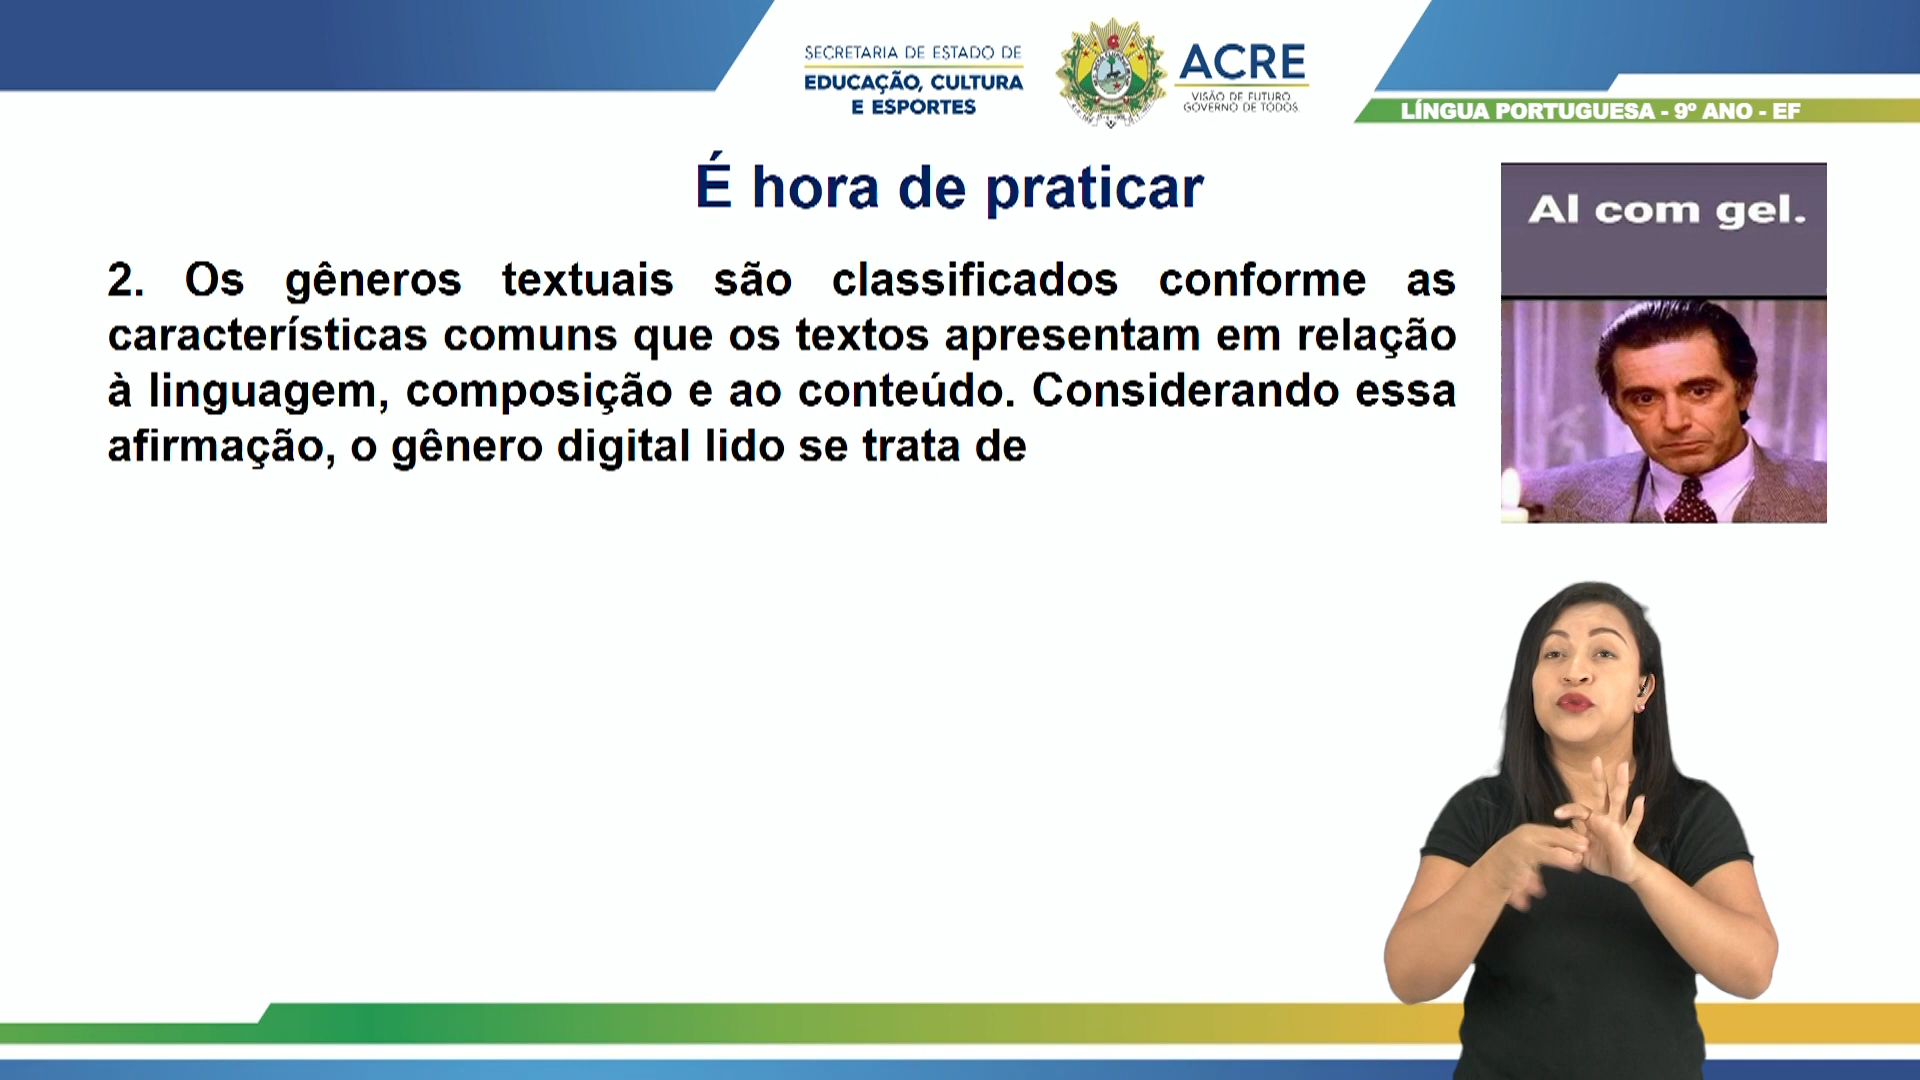 SECRETARIA DE ESTADO DE
EDUCAÇÃO, CULTURA
E ESPORTES
ACRE
VISÃO DE FUTURO
GOVERNO DE TODOS
LÍNGUA PORTUGUESA - 9º ANO - EF
É hora de praticar
Al com gel.
2. Os gêneros textuais são classificados conforme as
características comuns que os textos apresentam em relação
à linguagem, composição e ao conteúdo. Considerando essa
afirmação, o gênero digital lido se trata de